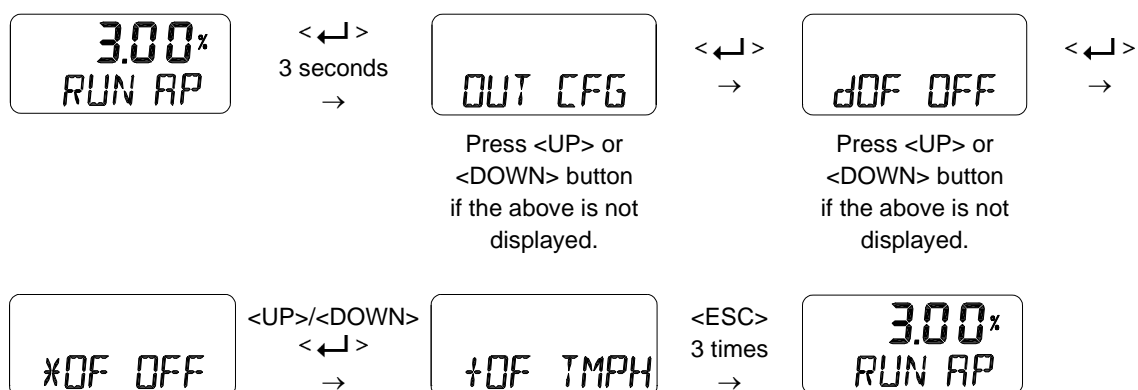 3.00%
RUN AP
<↵>
3 seconds
→
OUT CFG
Press <UP> or
<DOWN> button
if the above is not
displayed.
<↵>
→
dOF OFF
Press <UP> or
<DOWN> button
if the above is not
displayed.
<↵>
→
*OF OFF
<UP>/<DOWN>
<↵>
→
+OF TMPH
<ESC>
3 times
→
3.00%
RUN AP